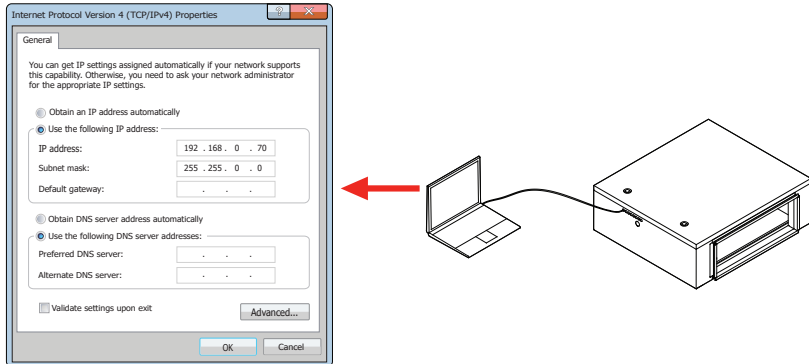 Internet Protocol Version 4 (TCP/IPv4) Properties
?
General
You can get IP settings assigned automatically if your network supports
this capability. Otherwise, you need to ask your network administrator
for the appropriate IP settings.
Obtain an IP address automatically
Use the following IP address:
IP address: 192 . 168 . 0 . 70
Subnet mask: 255 . 255 . 0 . 0
Default gateway: . . .
Obtain DNS server address automatically
Use the following DNS server addresses:
Preferred DNS server: . . .
Alternate DNS server: . . .
Validate settings upon exit
Advanced...
OK Cancel